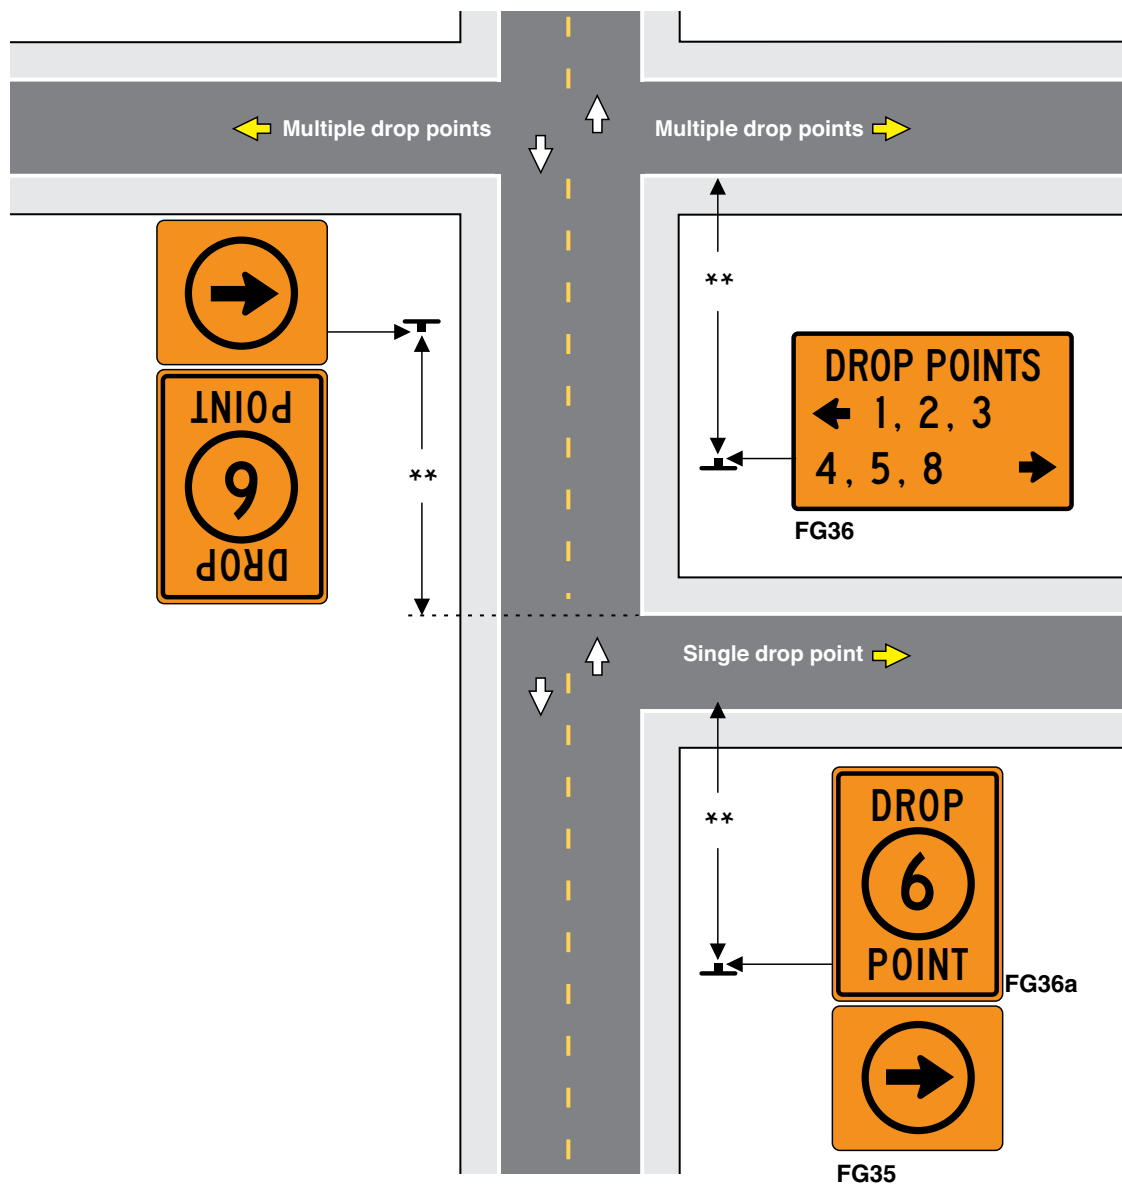 Multiple drop points
Multiple drop points
**
DROP POINTS
1, 2, 3
4, 5, 8
FG36
POINT
6
DROP
**
Single drop point
**
DROP
6
POINT
FG36a
FG35